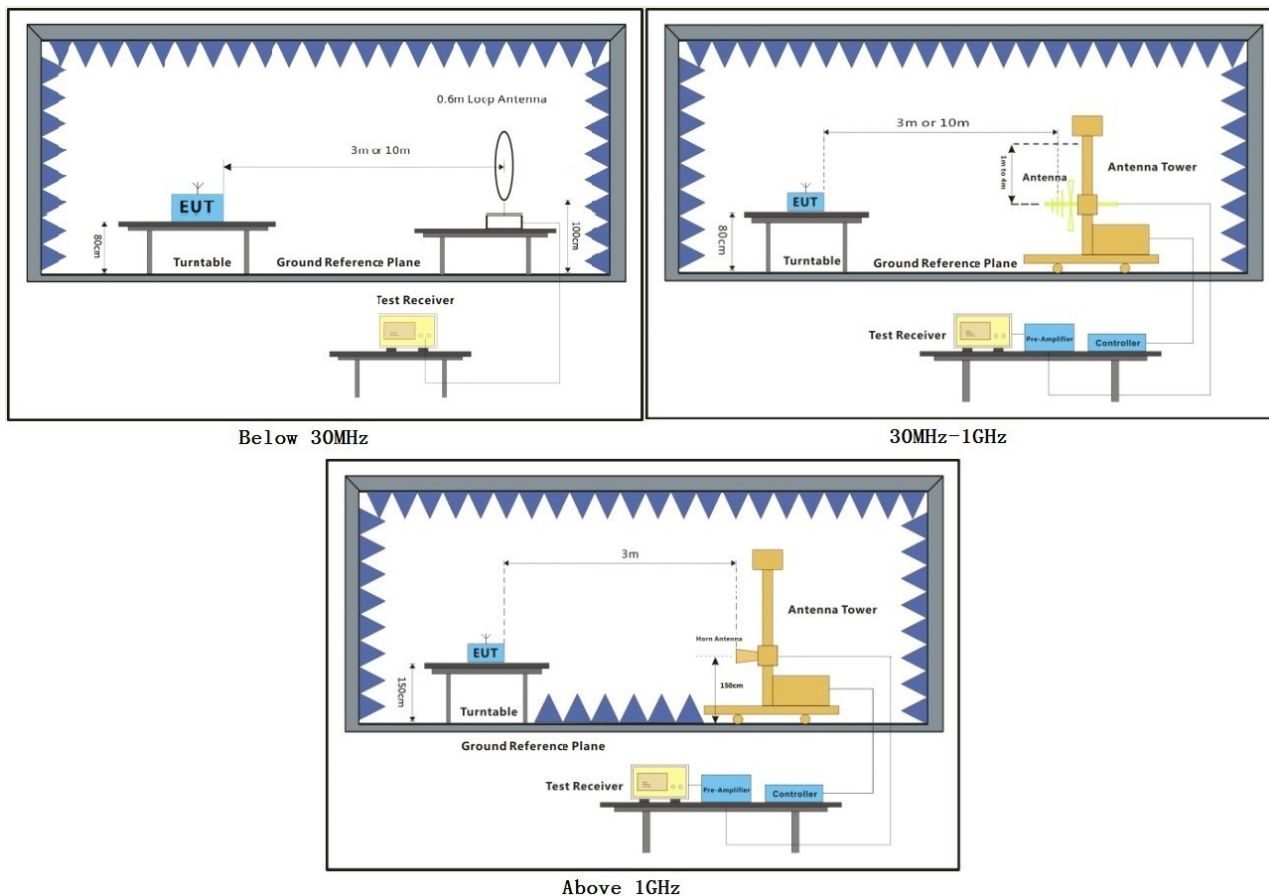 0.6m Loop Antenna
3m or 10m
EUT
80cm
100cm
Turntable
Ground Reference Plane
Test Receiver
Below 30MHz
3m or 10m
1m to 4m
Antenna
Antenna Tower
EUT
80cm
Turntable
Ground Reference Plane
Test Receiver
Pre-Amplifier
Controller
30MHz-1GHz
3m
Antenna Tower
Horn Antenna
EUT
150cm
150cm
Turntable
Ground Reference Plane
Test Receiver
Pre-Amplifier
Controller
Above 1GHz